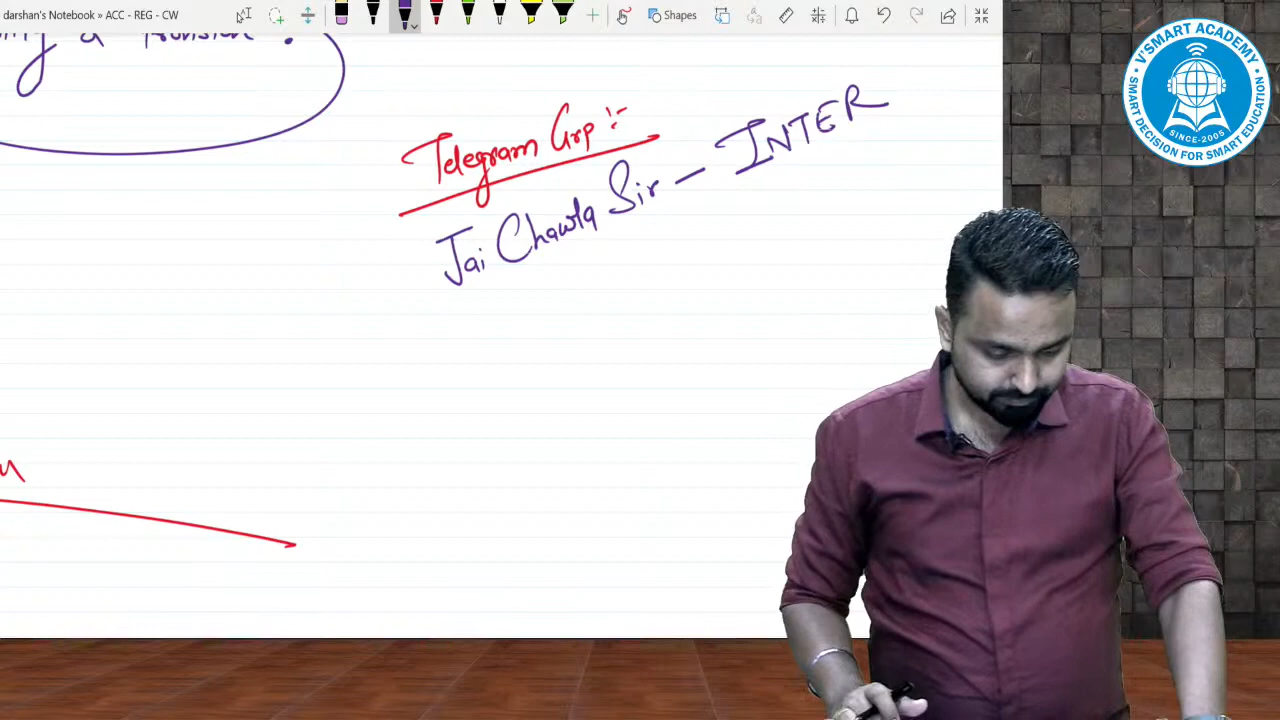 darshan's Notebook » ACC - REG - CW
Shapes
a
Telegram Grp :-
Jai Chawla Sir – INTER
V'SMART ACADEMY
SINCE-2005
SMART DECISION FOR SMART EDUCATION